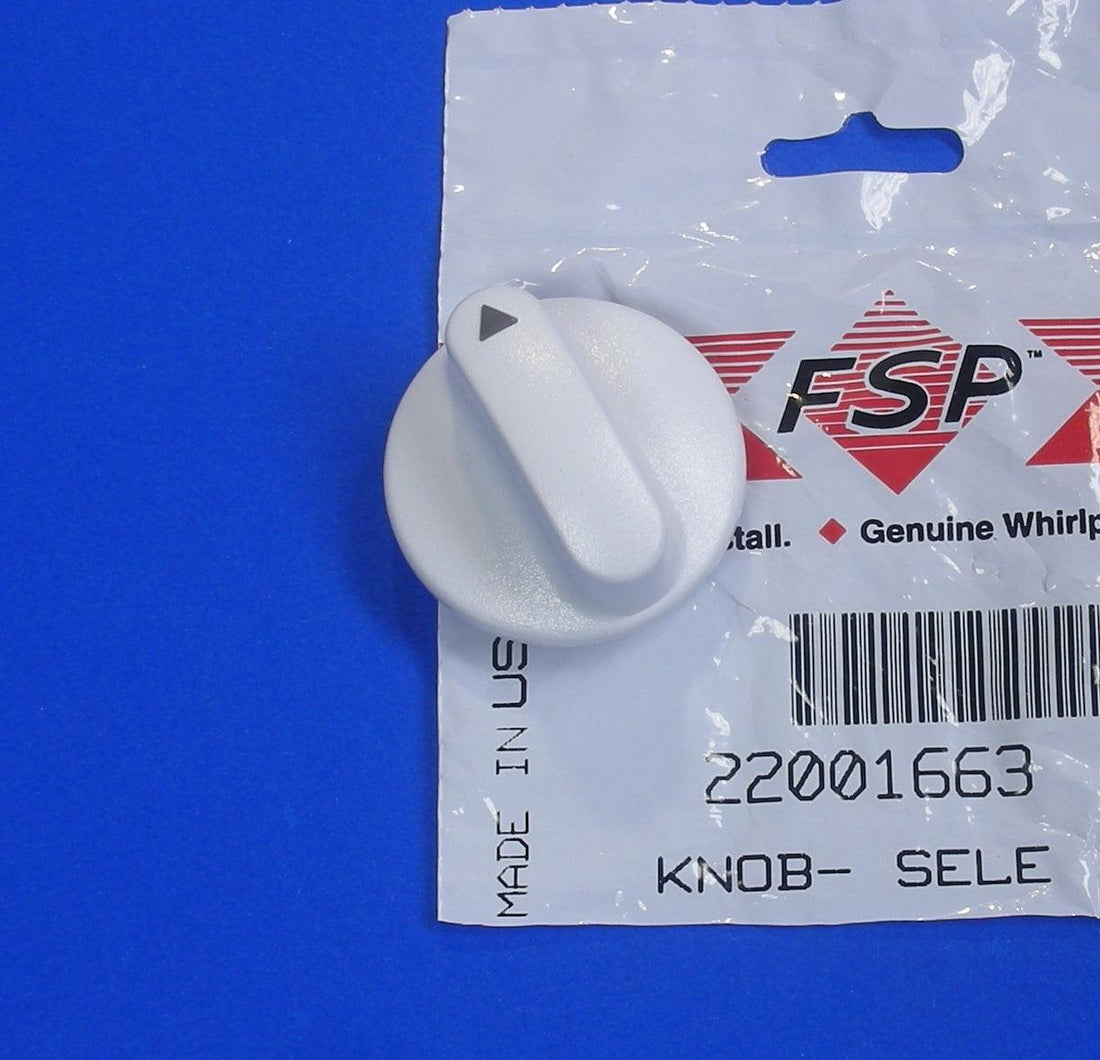 FSP™
stall. ♦ Genuine Whirlp
22001663
KNOB- SELE
MADE IN US